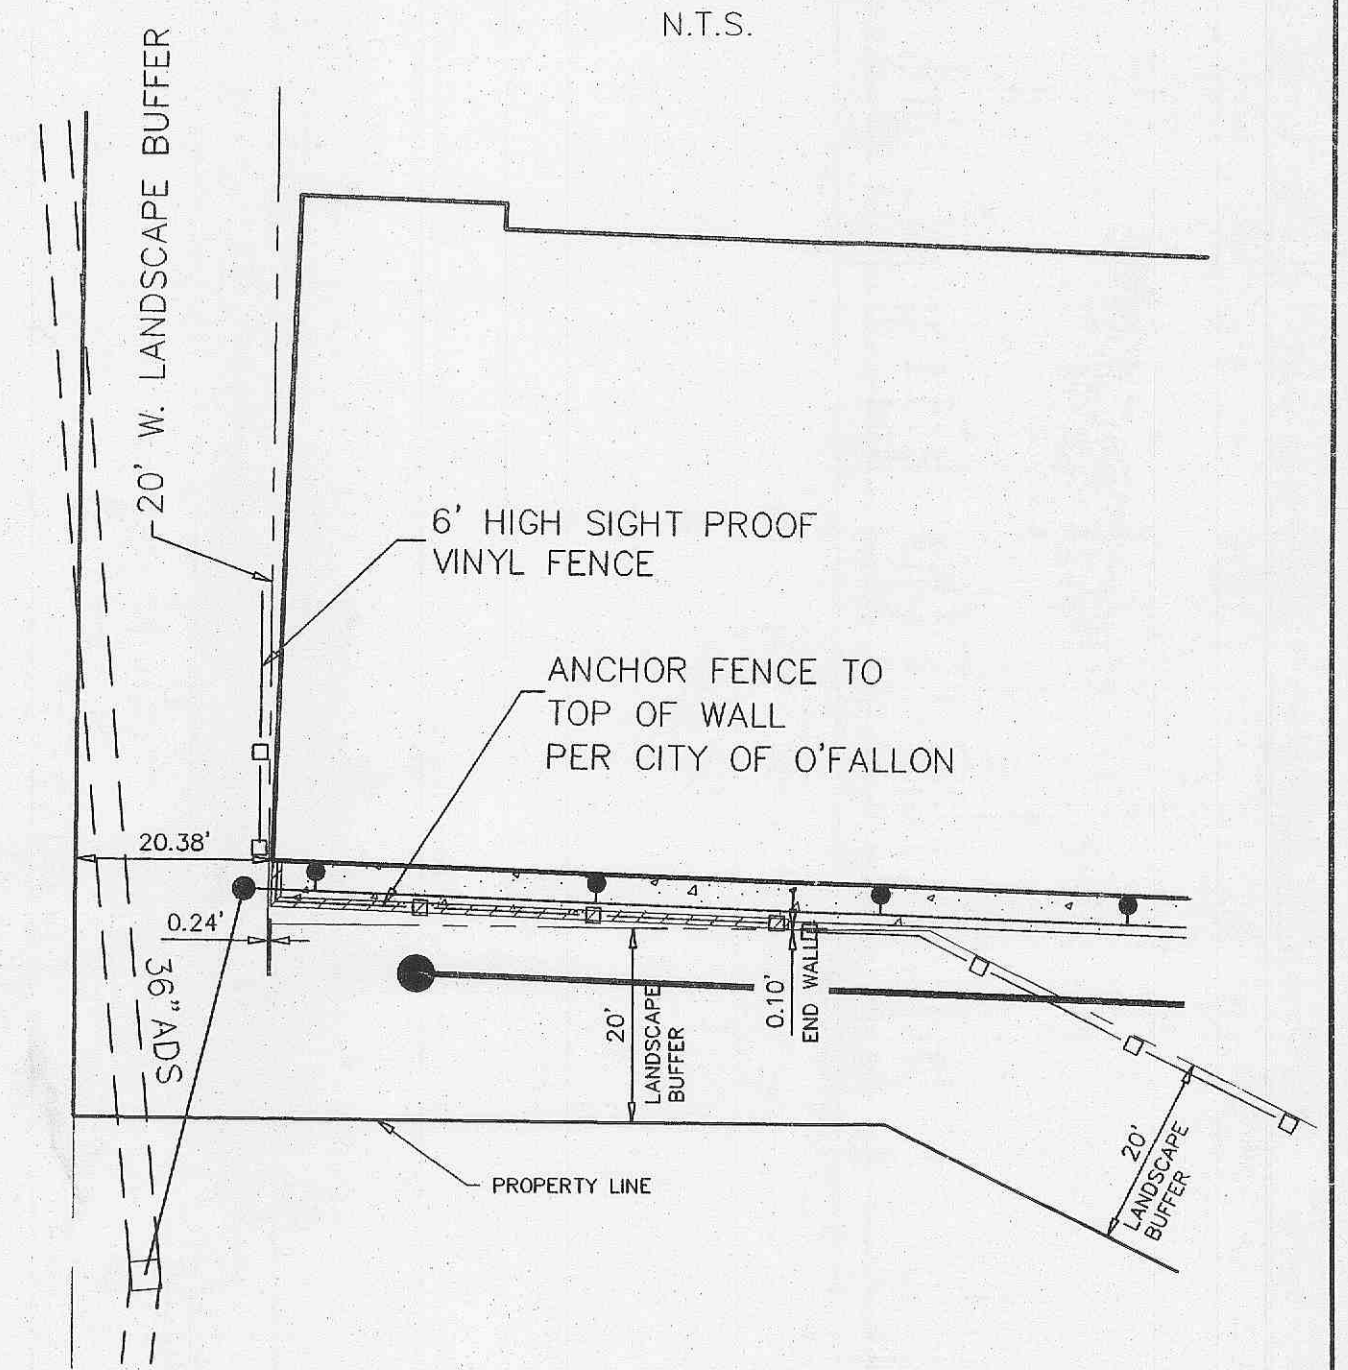 N.T.S.
20' W. LANDSCAPE BUFFER
6' HIGH SIGHT PROOF
VINYL FENCE
ANCHOR FENCE TO
TOP OF WALL
PER CITY OF O'FALLON
20.38'
0.24'
36" ADS
20'
LANDSCAPE
BUFFER
0.10'
END WALL
20'
LANDSCAPE
BUFFER
PROPERTY LINE